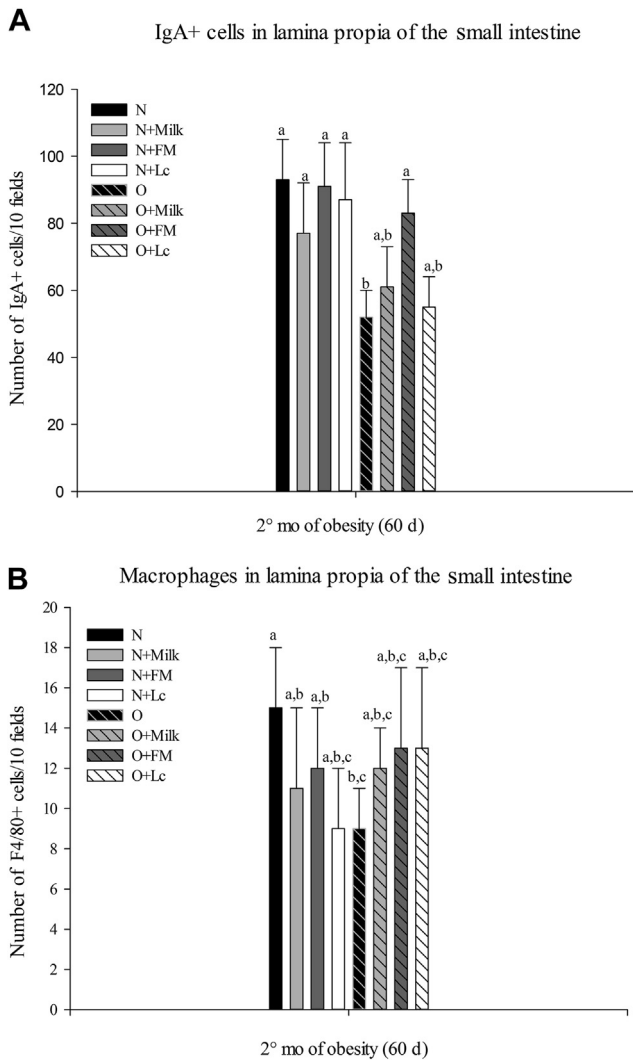 A
IgA+ cells in lamina propia of the small intestine
Number of IgA+ cells/10 fields
120
100
80
60
40
20
0
N
N+Milk
N+FM
N+Lc
O
O+Milk
O+FM
O+Lc
a
a
a
a
b
a,b
a
a,b
2° mo of obesity (60 d)
B
Macrophages in lamina propia of the small intestine
Number of F4/80+ cells/10 fields
20
18
16
14
12
10
8
6
4
2
0
N
N+Milk
N+FM
N+Lc
O
O+Milk
O+FM
O+Lc
a
a,b
a,b
a,b,c
b,c
a,b,c
a,b,c
a,b,c
2° mo of obesity (60 d)